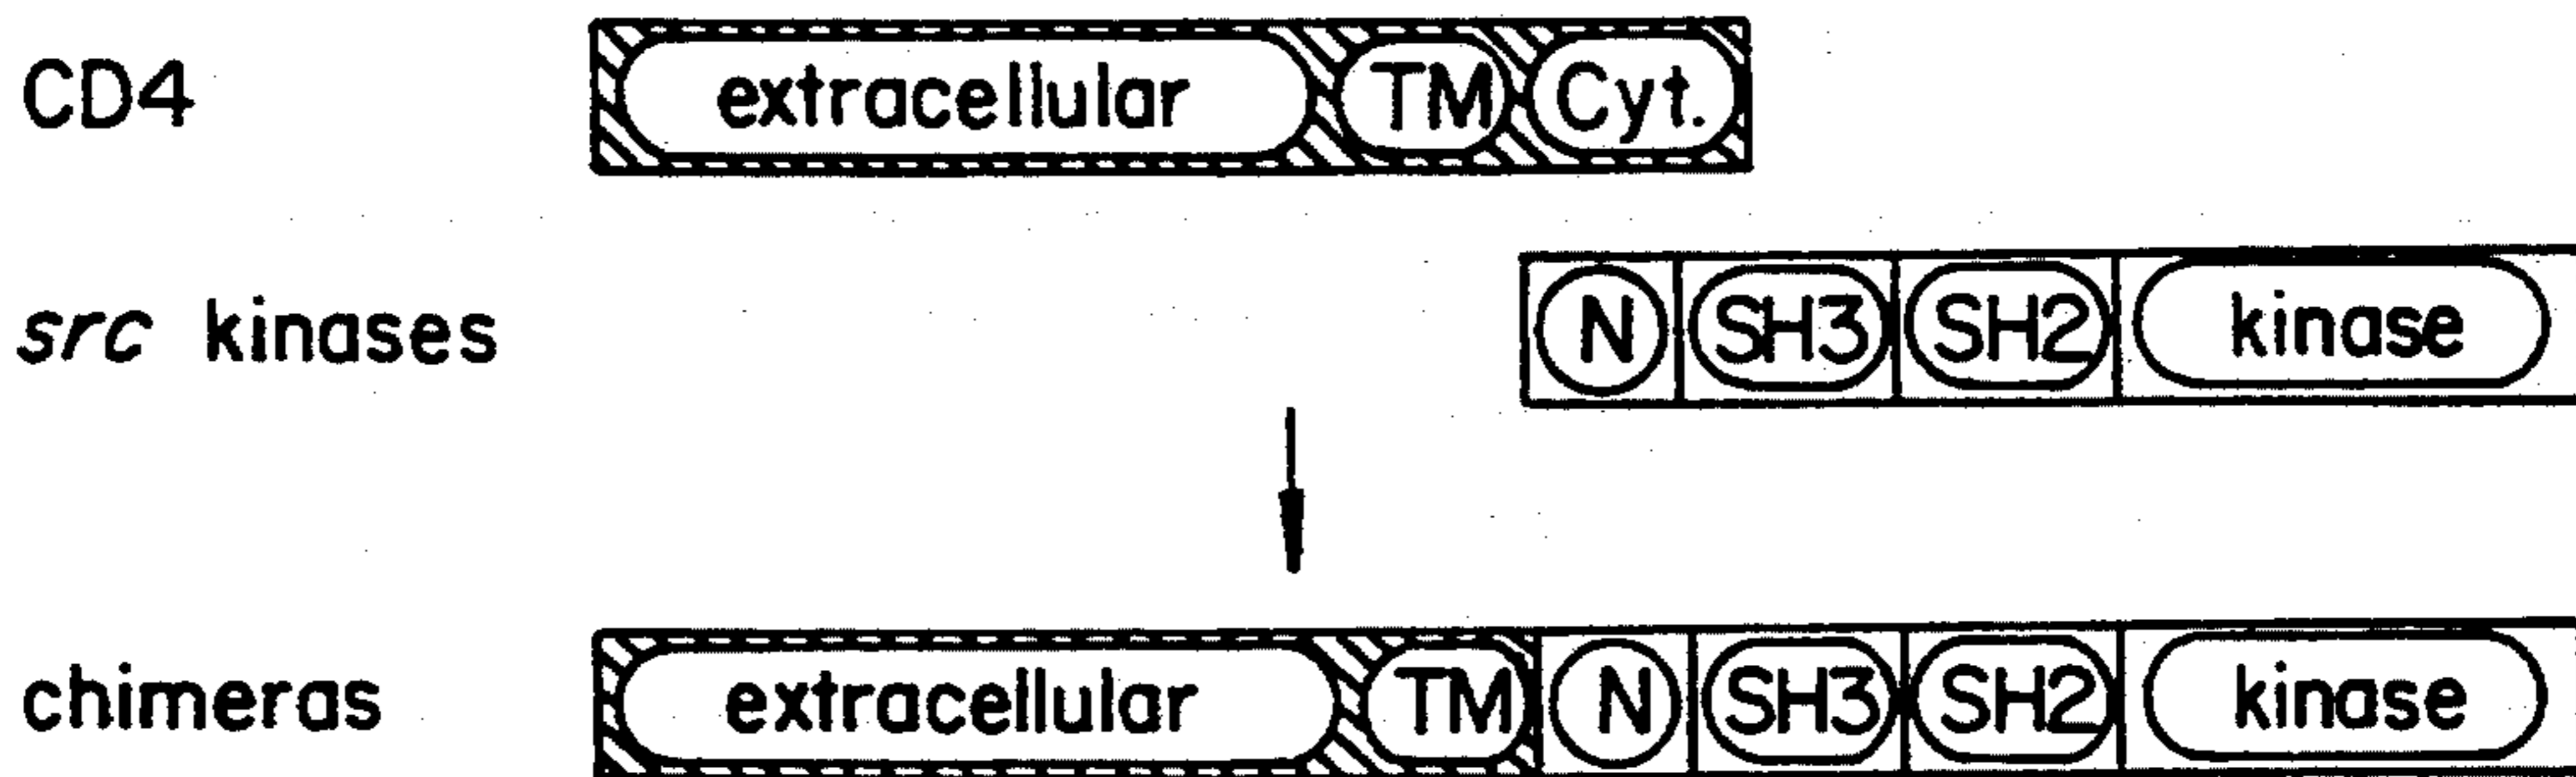 CD4 extracellular TM Cyt.
src kinases N SH3 SH2 kinase
chimeras extracellular TM N SH3 SH2 kinase